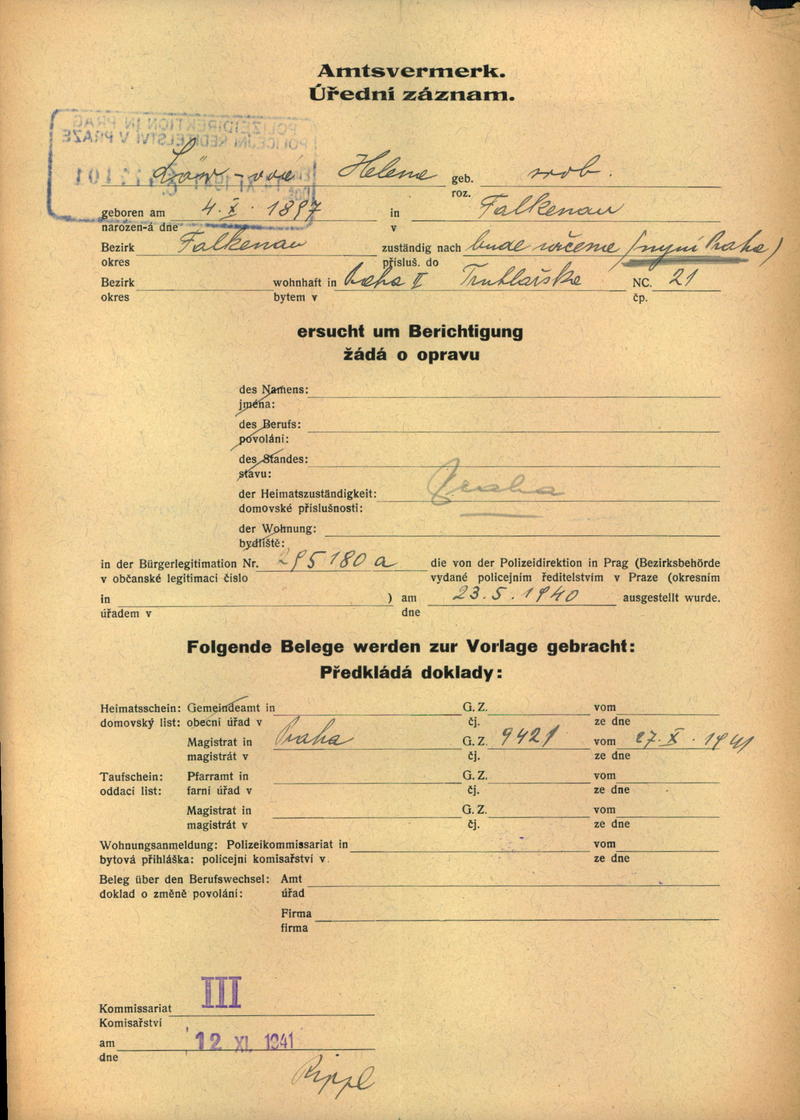 Amtsvermerk.
Úřední záznam.
POLIZEIDIREKTION IN PRAG
POLICEJNÍ ŘEDITELSTVÍ V PRAZE
Löw-ová Helene geb. rozb.
roz.
geboren am 4. X. 1897 in Falkenau
narozen-á dne v
Bezirk Falkenau zuständig nach bude určeno (nyní Praha)
okres přísluš. do
Bezirk wohnhaft in Praha II Truhlářská NC. 21
okres bytem v čp.
ersucht um Berichtigung
žádá o opravu
des Namens:
jména:
des Berufs:
povolání:
des Standes:
stavu:
der Heimatszuständigkeit: Praha
domovské příslušnosti:
der Wohnung:
bydliště:
in der Bürgerlegitimation Nr. 295180 a die von der Polizeidirektion in Prag (Bezirksbehörde
v občanské legitimaci číslo vydané policejním ředitelstvím v Praze (okresním
in ) am 23.5.1940 ausgestellt wurde.
úřadem v dne
Folgende Belege werden zur Vorlage gebracht:
Předkládá doklady:
Heimatsschein: Gemeindeamt in G. Z. vom
domovský list: obecní úřad v čj. ze dne
Magistrat in Praha G. Z. 9421 vom 27. X. 1941
magistrát v čj. ze dne
Taufschein: Pfarramt in G. Z. vom
oddací list: farní úřad v čj. ze dne
Magistrat in G. Z. vom
magistrát v čj. ze dne
Wohnungsanmeldung: Polizeikommissariat in vom
bytová přihláška: policejní komisařství v ze dne
Beleg über den Berufswechsel: Amt
doklad o změně povolání: úřad
Firma
firma
Kommissariat III
Komisařství
am 12 XI. 1941
dne
Rippl